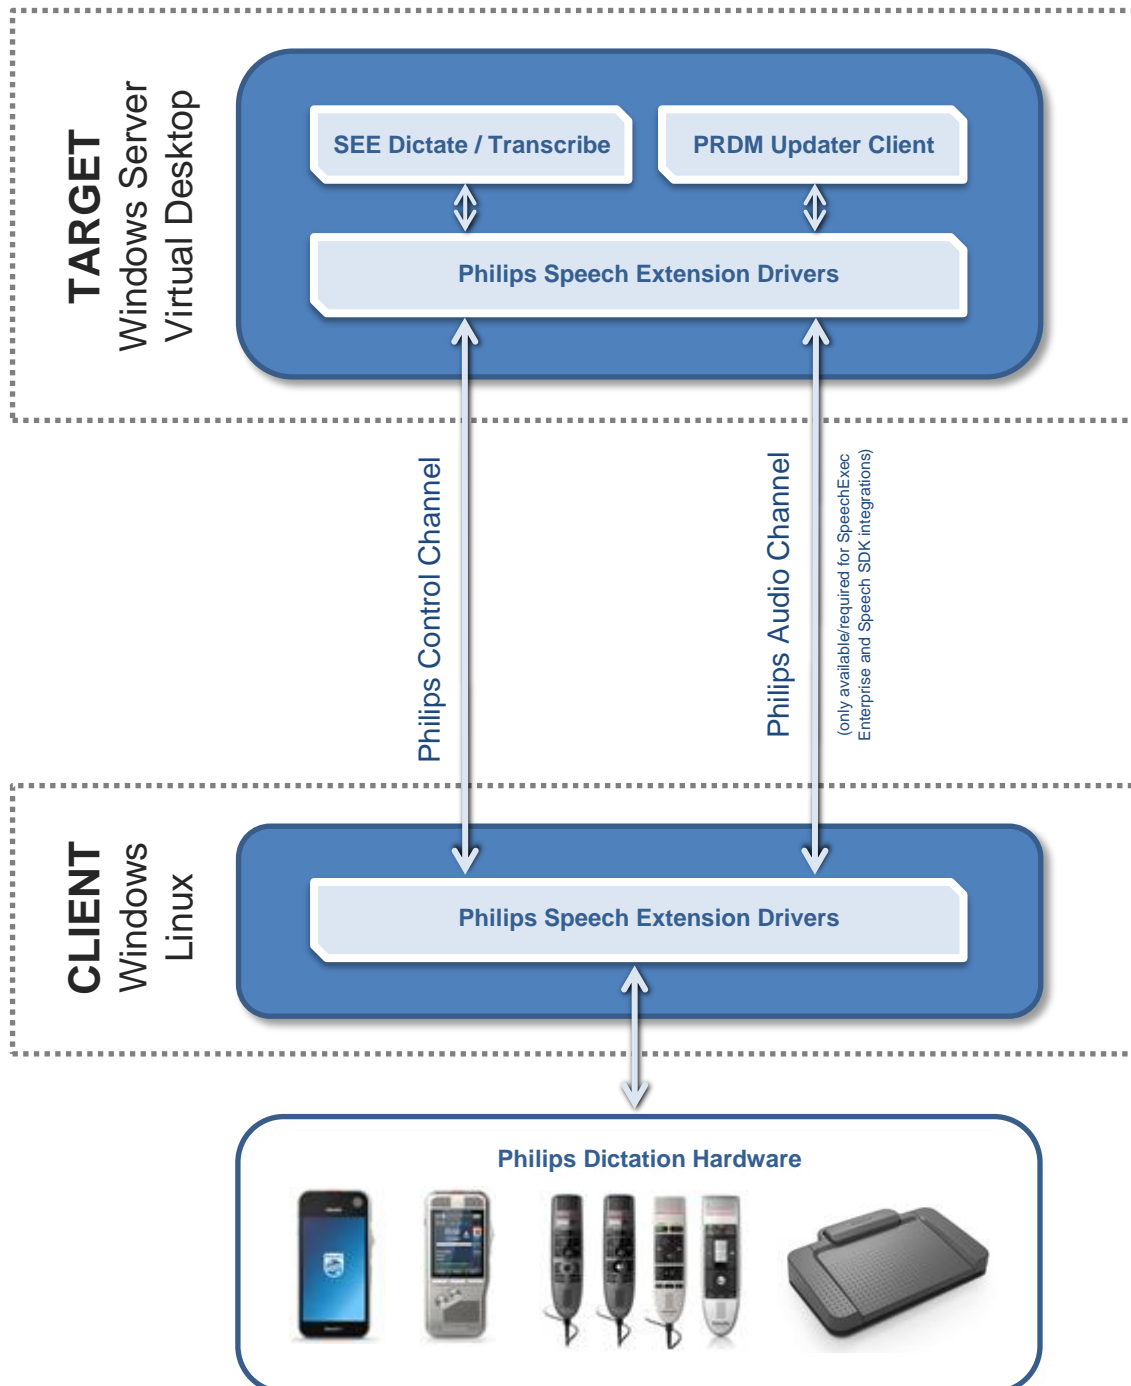 TARGET
Windows Server
Virtual Desktop
SEE Dictate / Transcribe
PRDM Updater Client
Philips Speech Extension Drivers
Philips Control Channel
Philips Audio Channel
(only available/required for SpeechExec
Enterprise and Speech SDK integrations)
CLIENT
Windows
Linux
Philips Speech Extension Drivers
Philips Dictation Hardware